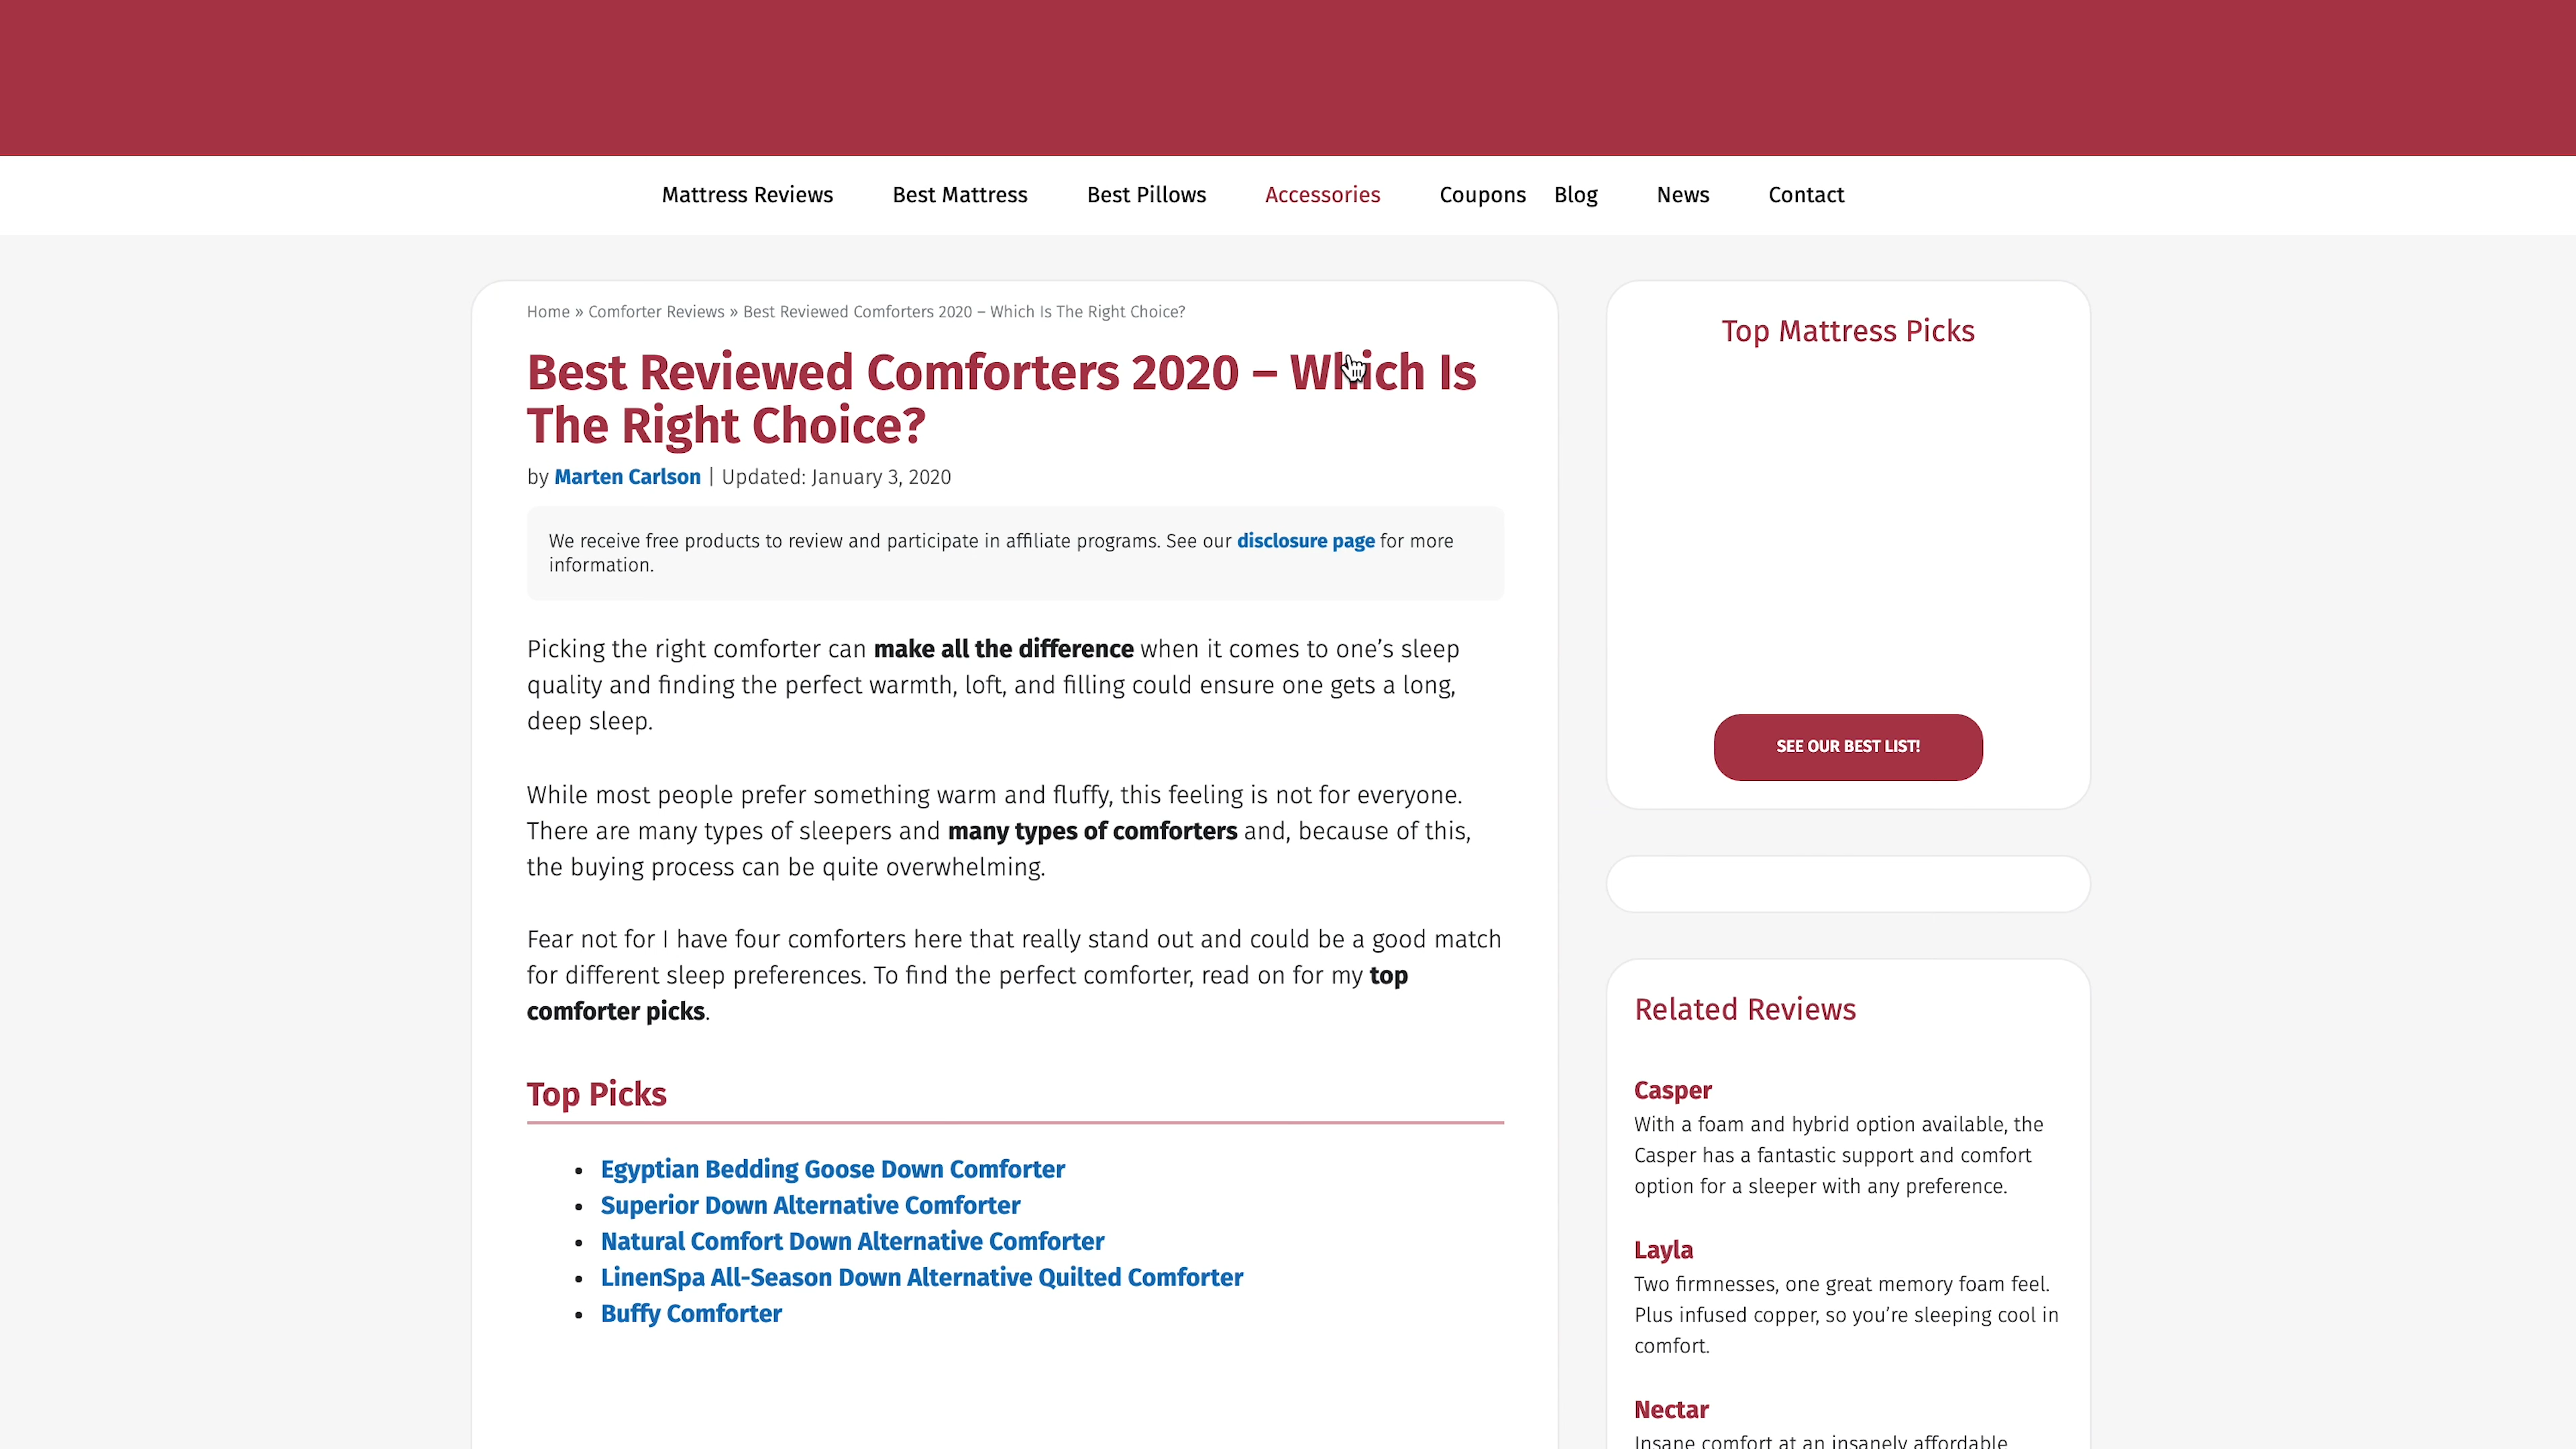 Mattress Reviews Best Mattress Best Pillows Accessories Coupons Blog News Contact
Home » Comforter Reviews » Best Reviewed Comforters 2020 – Which Is The Right Choice?
Best Reviewed Comforters 2020 – Which Is
The Right Choice?
by Marten Carlson | Updated: January 3, 2020
We receive free products to review and participate in affiliate programs. See our disclosure page for more
information.
Picking the right comforter can make all the difference when it comes to one’s sleep
quality and finding the perfect warmth, loft, and filling could ensure one gets a long,
deep sleep.
While most people prefer something warm and fluffy, this feeling is not for everyone.
There are many types of sleepers and many types of comforters and, because of this,
the buying process can be quite overwhelming.
Fear not for I have four comforters here that really stand out and could be a good match
for different sleep preferences. To find the perfect comforter, read on for my top
comforter picks.
Top Picks
• Egyptian Bedding Goose Down Comforter
• Superior Down Alternative Comforter
• Natural Comfort Down Alternative Comforter
• LinenSpa All-Season Down Alternative Quilted Comforter
• Buffy Comforter
Top Mattress Picks
SEE OUR BEST LIST!
Related Reviews
Casper
With a foam and hybrid option available, the
Casper has a fantastic support and comfort
option for a sleeper with any preference.
Layla
Two firmnesses, one great memory foam feel.
Plus infused copper, so you’re sleeping cool in
comfort.
Nectar
Insane comfort at an insanely affordable